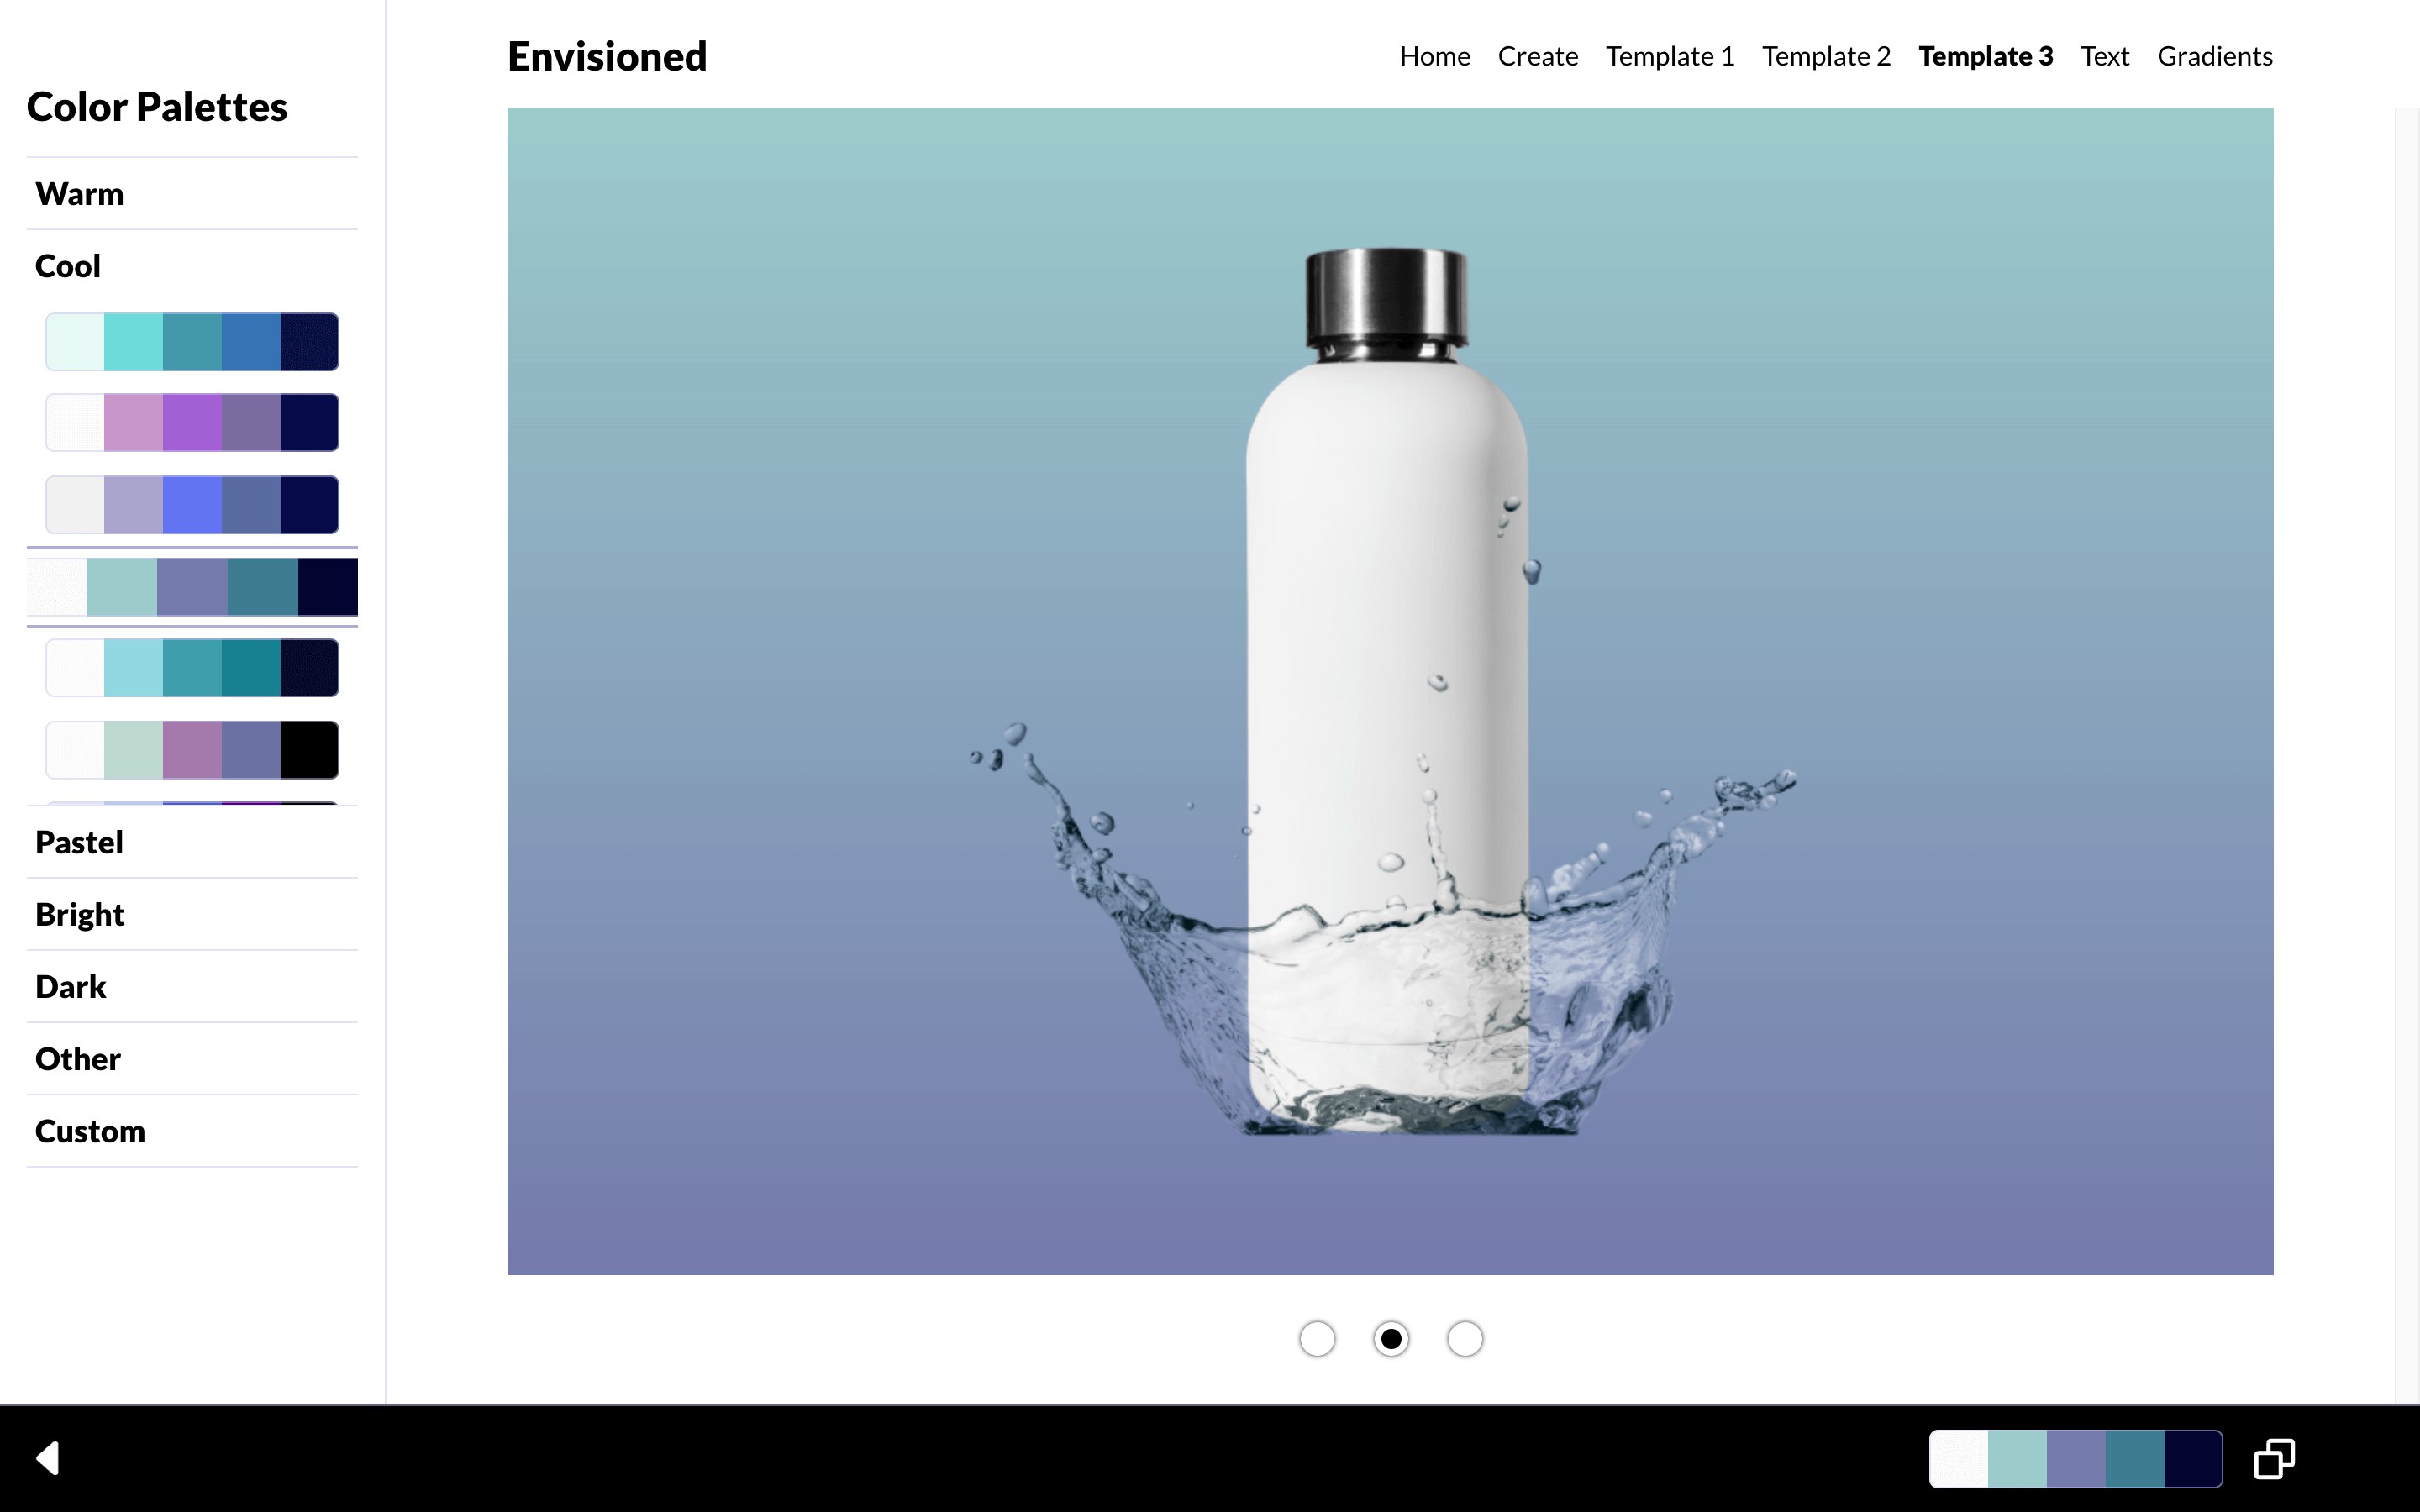 Envisioned
Home Create Template 1 Template 2 Template 3 Text Gradients
Color Palettes
Warm
Cool
Pastel
Bright
Dark
Other
Custom